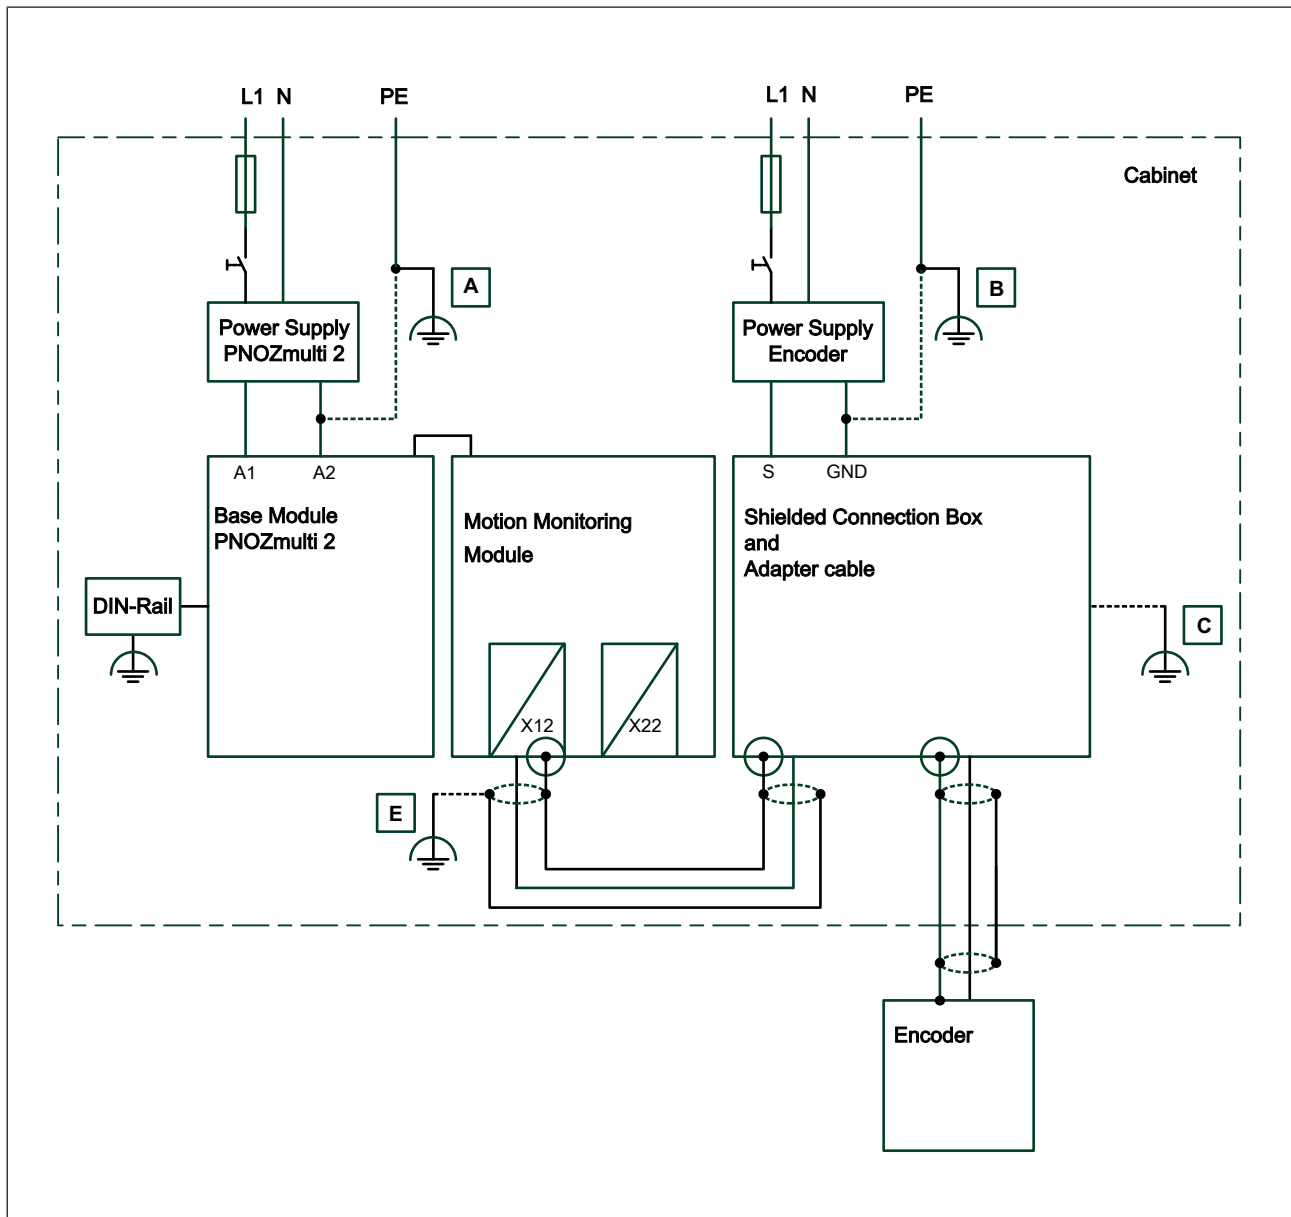 L1 N PE
L1 N PE
Cabinet
A
B
Power Supply
PNOZmulti 2
Power Supply
Encoder
A1 A2
S GND
Base Module
PNOZmulti 2
Motion Monitoring
Module
Shielded Connection Box
and
Adapter cable
DIN-Rail
C
X12 X22
E
Encoder